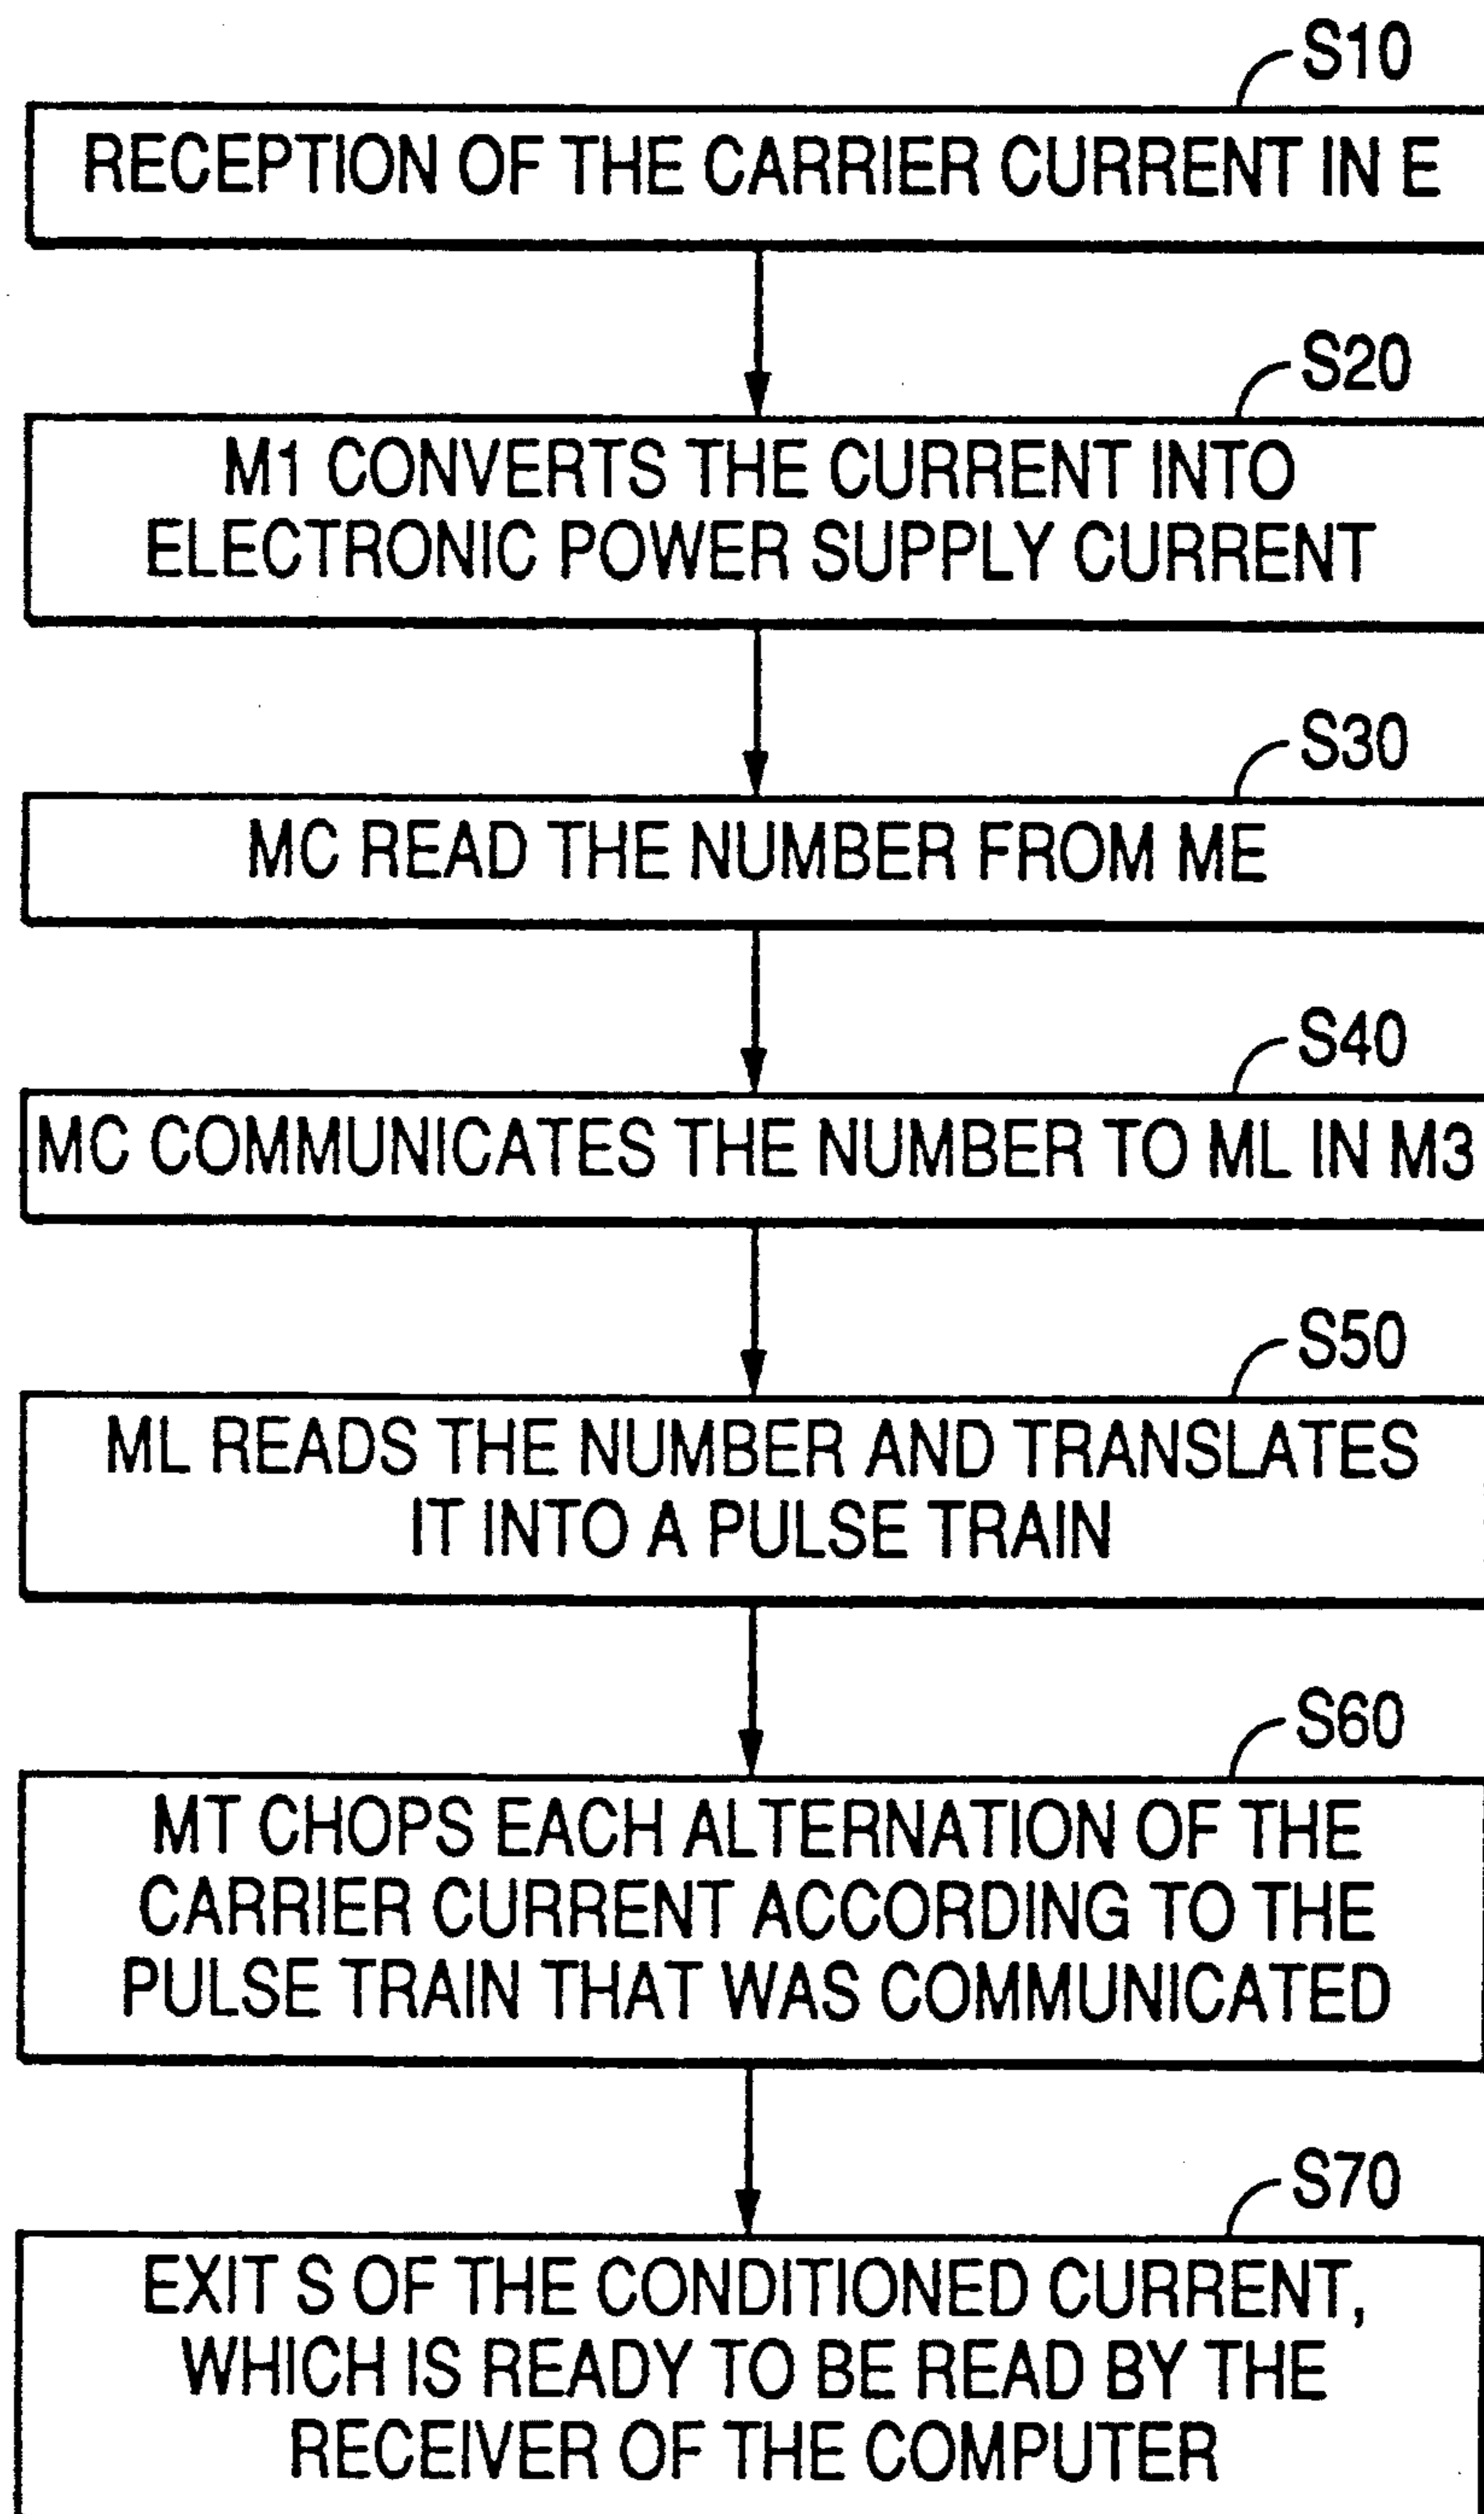 S10
RECEPTION OF THE CARRIER CURRENT IN E
S20
M1 CONVERTS THE CURRENT INTO
ELECTRONIC POWER SUPPLY CURRENT
S30
MC READ THE NUMBER FROM ME
S40
MC COMMUNICATES THE NUMBER TO ML IN M3
S50
ML READS THE NUMBER AND TRANSLATES
IT INTO A PULSE TRAIN
S60
MT CHOPS EACH ALTERNATION OF THE
CARRIER CURRENT ACCORDING TO THE
PULSE TRAIN THAT WAS COMMUNICATED
S70
EXIT S OF THE CONDITIONED CURRENT,
WHICH IS READY TO BE READ BY THE
RECEIVER OF THE COMPUTER